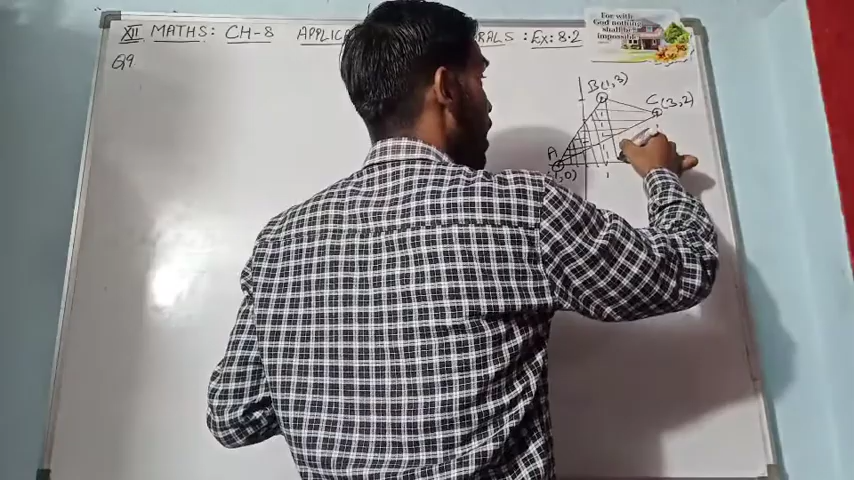 XII MATHS: CH-8 APPLIC RALS : Ex: 8.2
Q9
For with
God
nothing shall be
impossible
B(1,3)
C(3,2)
A
1,0)